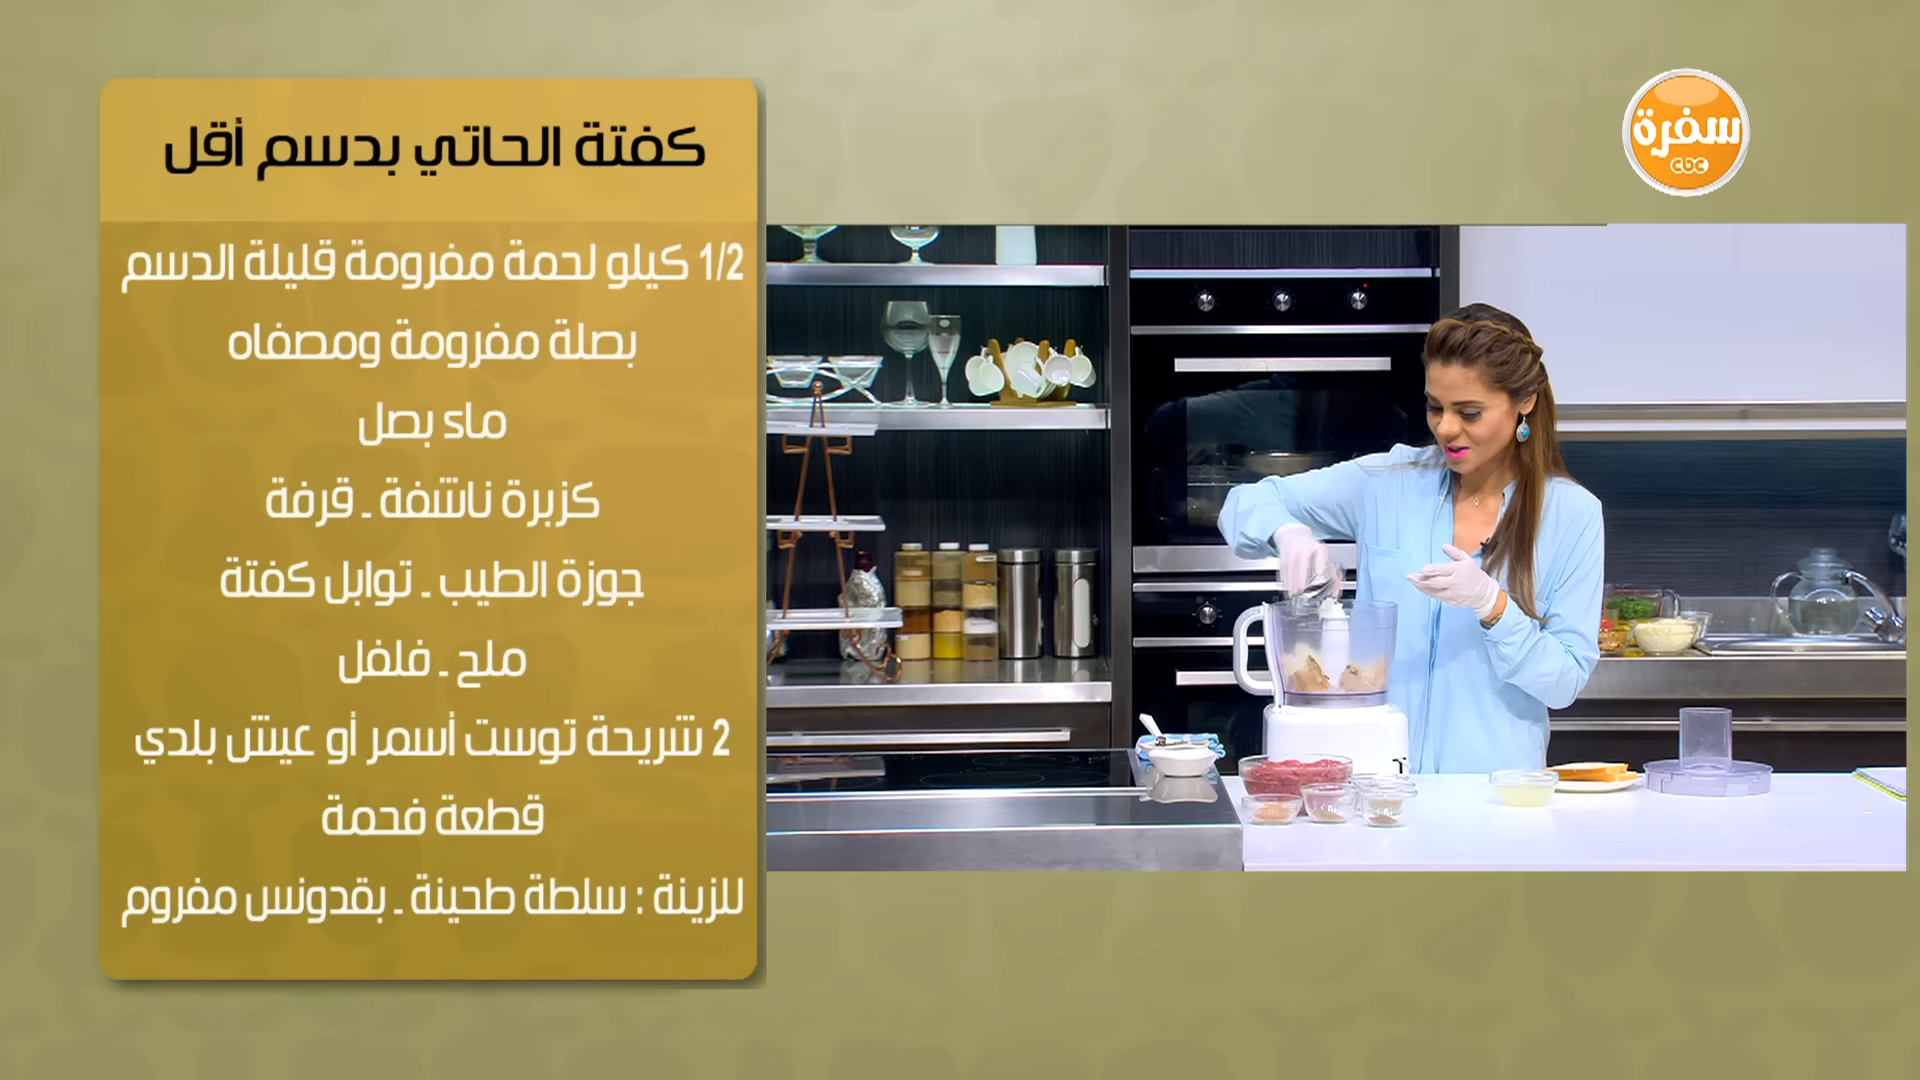 كفتة الحاتي بدسم أقل
1/2 كيلو لحمة مفرومة قليلة الدسم
بصلة مفرومة ومصفاه
ماء بصل
كزبرة ناشفة - قرفة
جوزة الطيب - توابل كفتة
ملح - فلفل
2 شريحة توست أسمر أو عيش بلدي
قطعة فحمة
للزينة : سلطة طحينة - بقدونس مفروم
سفرة
cbc